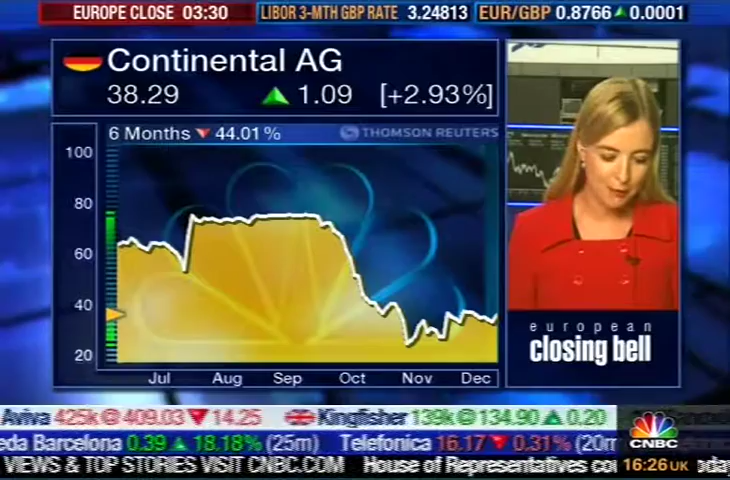 EUROPE CLOSE 03:30 LIBOR 3-MTH GBP RATE 3.24813 EUR/GBP 0.8766 ▲ 0.0001
Continental AG
38.29 ▲ 1.09 [+2.93%]
6 Months ▼ 44.01% THOMSON REUTERS
100
80
60
40
20
Jul Aug Sep Oct Nov Dec
european
closing bell
Aviva 425k@409.03 ▼ 14.25 Kingfisher 139k@134.90 ▲ 0.20
eda Barcelona 0.39 ▲ 18.18% (25m) Telefonica 16.17 ▼ 0.31% (20m
VIEWS & TOP STORIES VISIT CNBC.COM House of Representatives
CNBC
16:26 UK